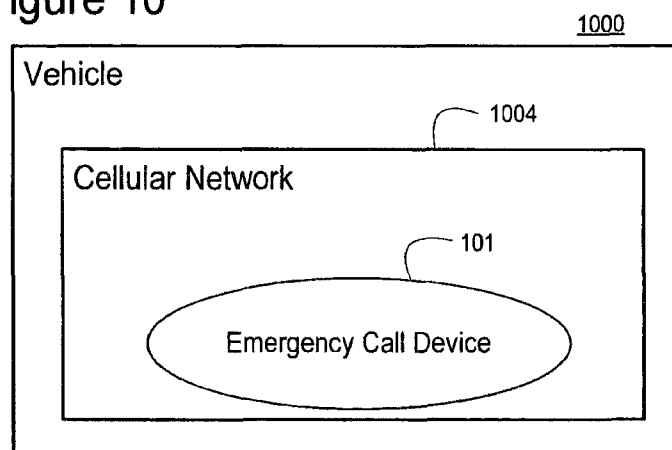 igure 10
1000
Vehicle
1004
Cellular Network
101
Emergency Call Device